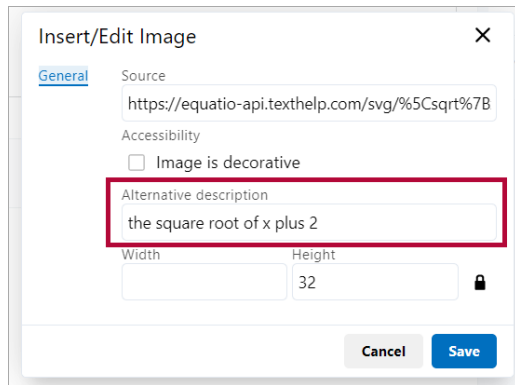 Insert/Edit Image
General
Source
https://equatio-api.texthelp.com/svg/%5Csqrt%7B
Accessibility
Image is decorative
Alternative description
the square root of x plus 2
Width Height
32
Cancel Save